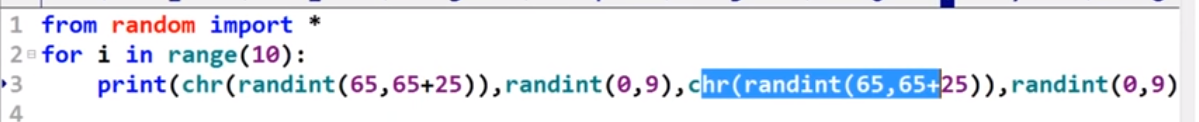 1 from random import *
2 for i in range(10):
3     print(chr(randint(65,65+25)),randint(0,9),chr(randint(65,65+25)),randint(0,9)
4